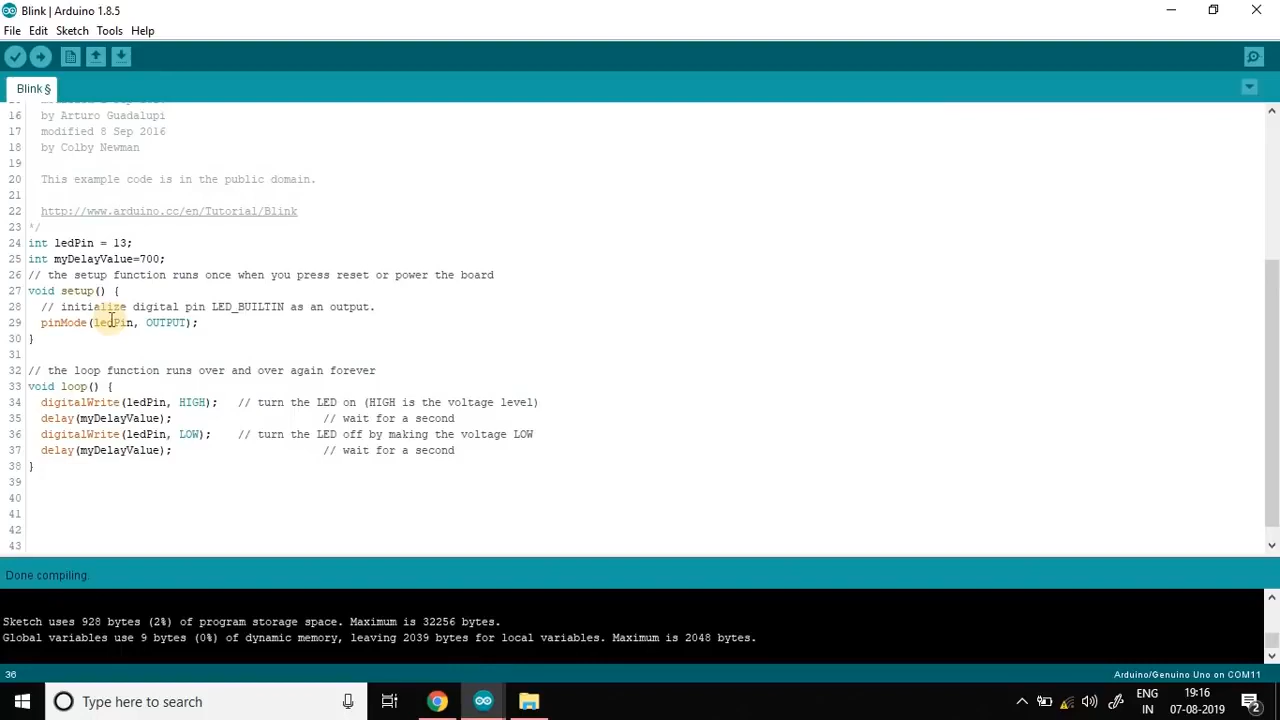 Blink | Arduino 1.8.5
File Edit Sketch Tools Help
Blink §
16 by Arturo Guadalupi
17 modified 8 Sep 2016
18 by Colby Newman
19
20 This example code is in the public domain.
21
22 http://www.arduino.cc/en/Tutorial/Blink
23 */
24 int ledPin = 13;
25 int myDelayValue=700;
26 // the setup function runs once when you press reset or power the board
27 void setup() {
28 // initialize digital pin LED_BUILTIN as an output.
29 pinMode(ledPin, OUTPUT);
30 }
31
32 // the loop function runs over and over again forever
33 void loop() {
34 digitalWrite(ledPin, HIGH); // turn the LED on (HIGH is the voltage level)
35 delay(myDelayValue); // wait for a second
36 digitalWrite(ledPin, LOW); // turn the LED off by making the voltage LOW
37 delay(myDelayValue); // wait for a second
38 }
39
40
41
42
43
Done compiling.
Sketch uses 928 bytes (2%) of program storage space. Maximum is 32256 bytes.
Global variables use 9 bytes (0%) of dynamic memory, leaving 2039 bytes for local variables. Maximum is 2048 bytes.
36 Arduino/Genuino Uno on COM11
Type here to search
ENG 19:16
IN 07-08-2019 2